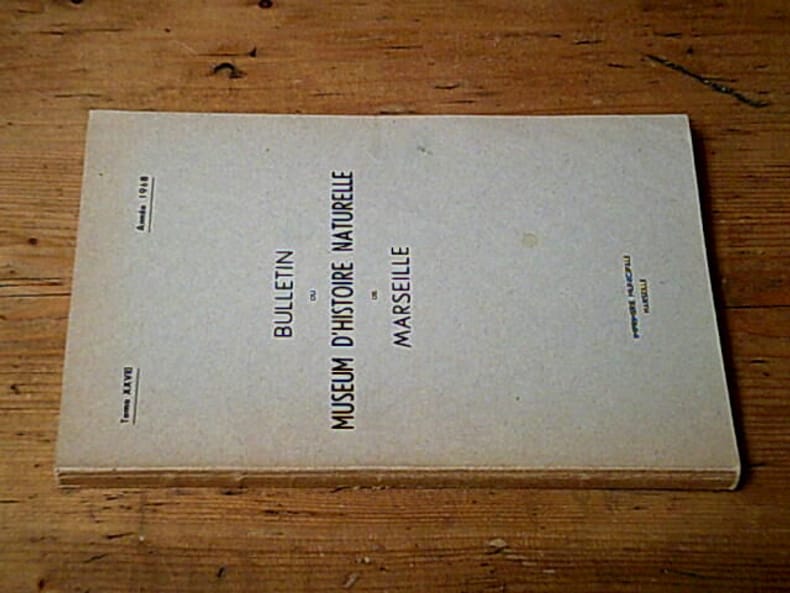 Tome XXVIII
Année 1968
BULLETIN
DU
MUSEUM D'HISTOIRE NATURELLE
DE
MARSEILLE
IMPRIMERIE MUNICIPALE
MARSEILLE